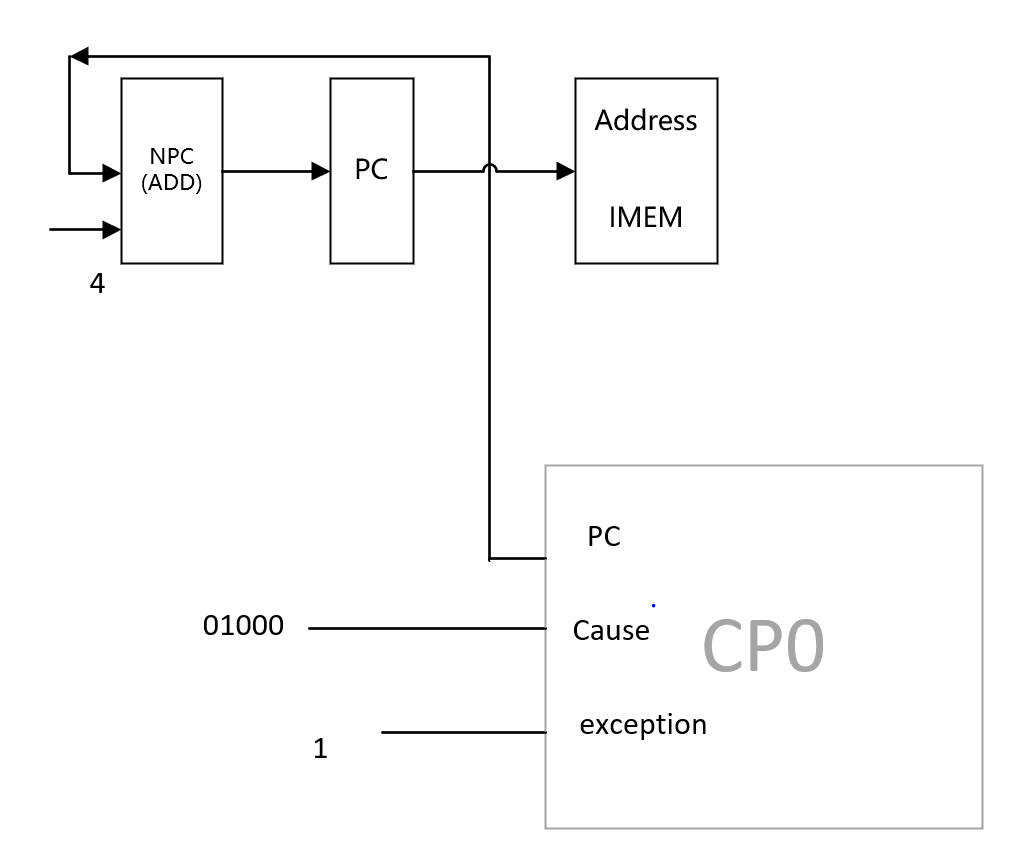 NPC
(ADD)
PC
Address
IMEM
4
PC
01000
Cause
CP0
exception
1